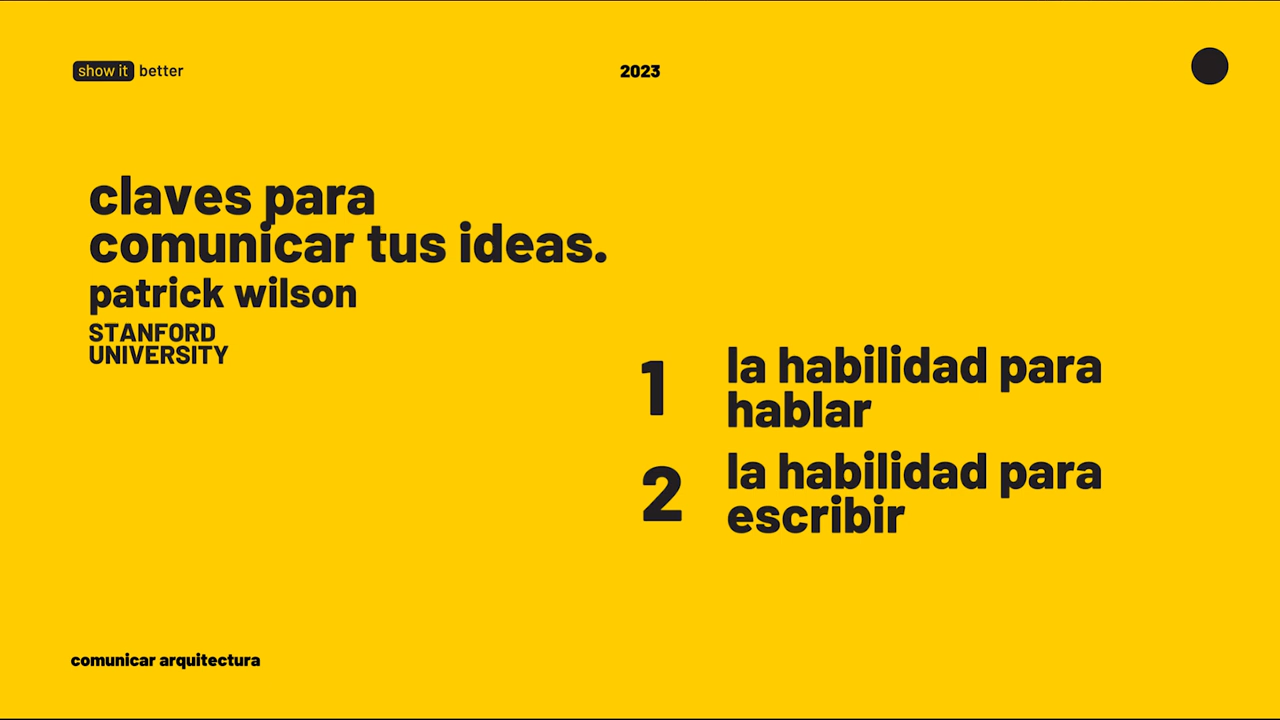 show it better
2023
claves para
comunicar tus ideas.
patrick wilson
STANFORD
UNIVERSITY
1 la habilidad para
hablar
2 la habilidad para
escribir
comunicar arquitectura